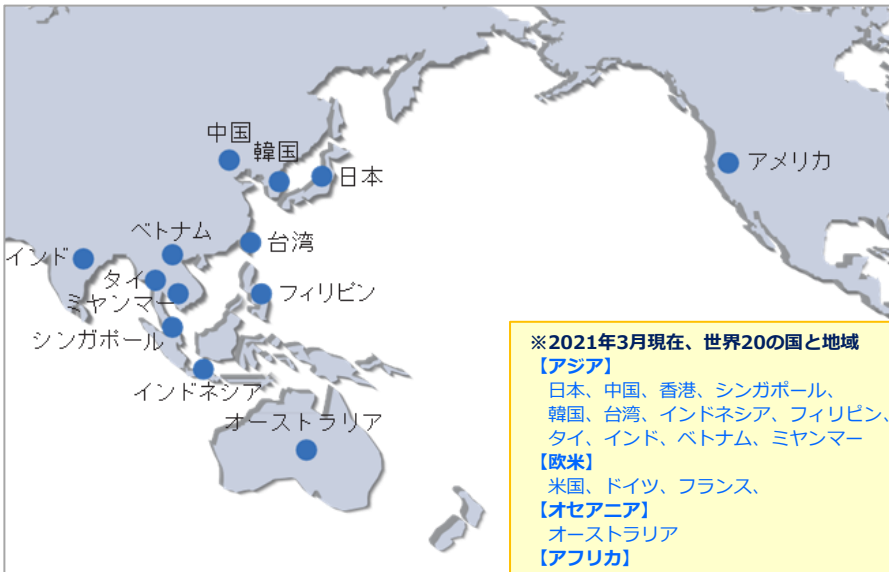 中国
韓国
日本
アメリカ
ベトナム
台湾
インド
タイ
ミャンマー
フィリピン
シンガポール
インドネシア
オーストラリア
※2021年3月現在、世界20の国と地域
【アジア】
日本、中国、香港、シンガポール、
韓国、台湾、インドネシア、フィリピン、
タイ、インド、ベトナム、ミヤンマー
【欧米】
米国、ドイツ、フランス、
【オセアニア】
オーストラリア
【アフリカ】